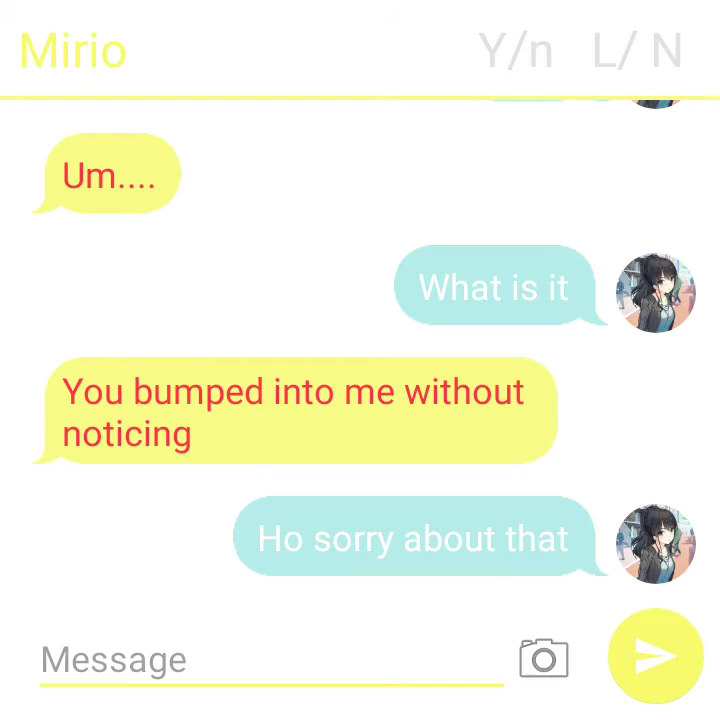 Mirio Y/n L/ N
Um....
What is it
You bumped into me without
noticing
Ho sorry about that
Message